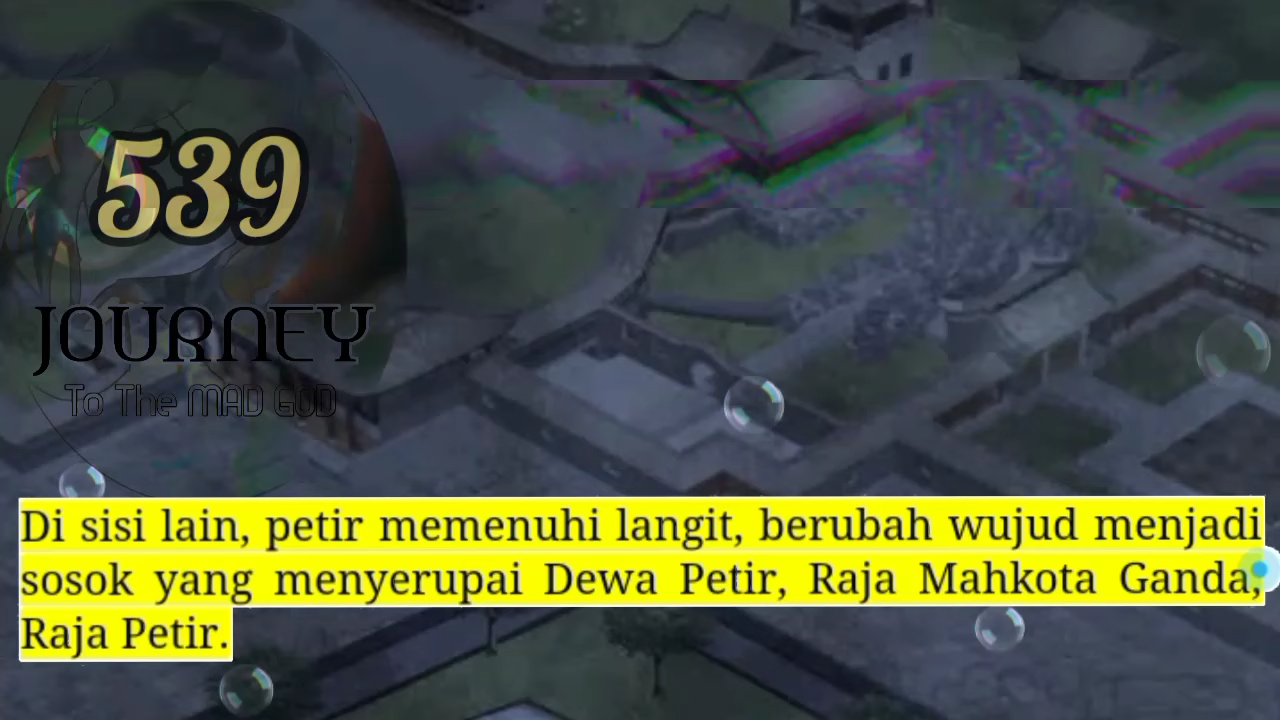 539
JOURNEY
To The MAD GOD
Di sisi lain, petir memenuhi langit, berubah wujud menjadi
sosok yang menyerupai Dewa Petir, Raja Mahkota Ganda,
Raja Petir.